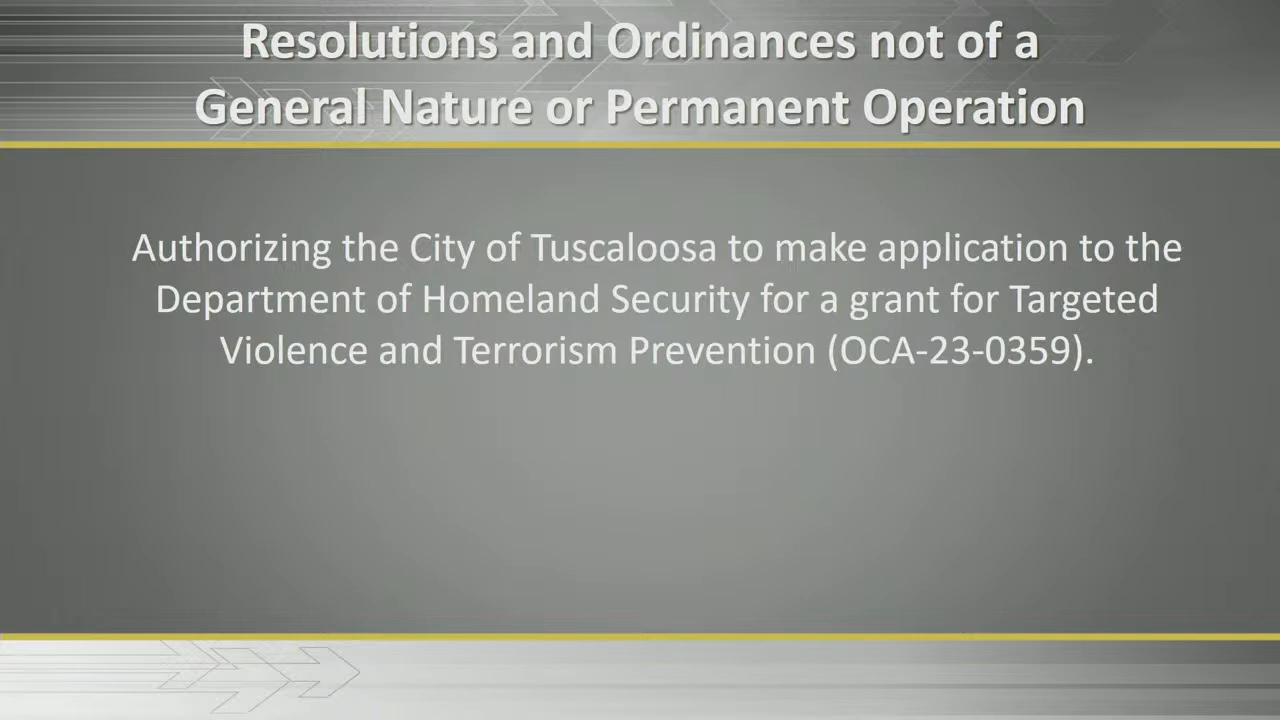 Resolutions and Ordinances not of a
General Nature or Permanent Operation
Authorizing the City of Tuscaloosa to make application to the
Department of Homeland Security for a grant for Targeted
Violence and Terrorism Prevention (OCA-23-0359).